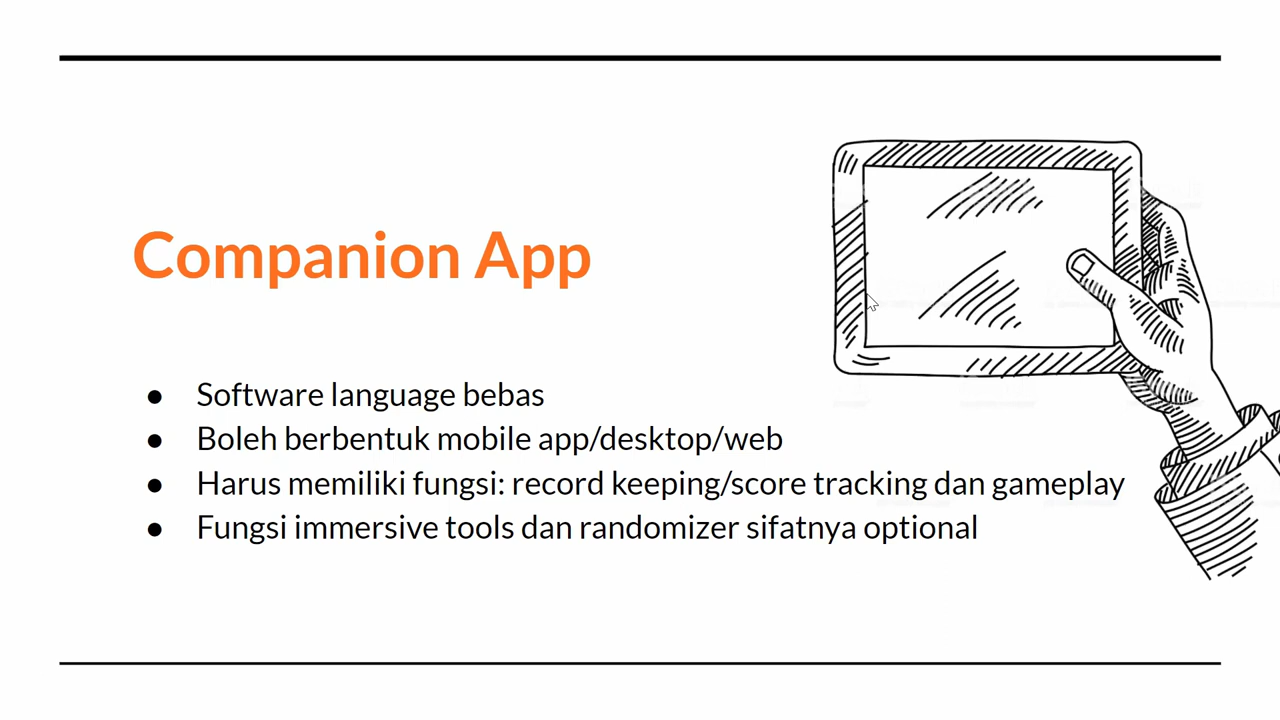 Companion App
● Software language bebas
● Boleh berbentuk mobile app/desktop/web
● Harus memiliki fungsi: record keeping/score tracking dan gameplay
● Fungsi immersive tools dan randomizer sifatnya optional